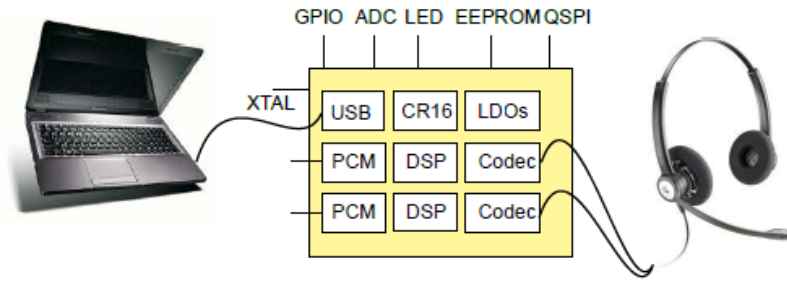 GPIO ADC LED EEPROM QSPI
XTAL
USB CR16 LDOs
PCM DSP Codec
PCM DSP Codec